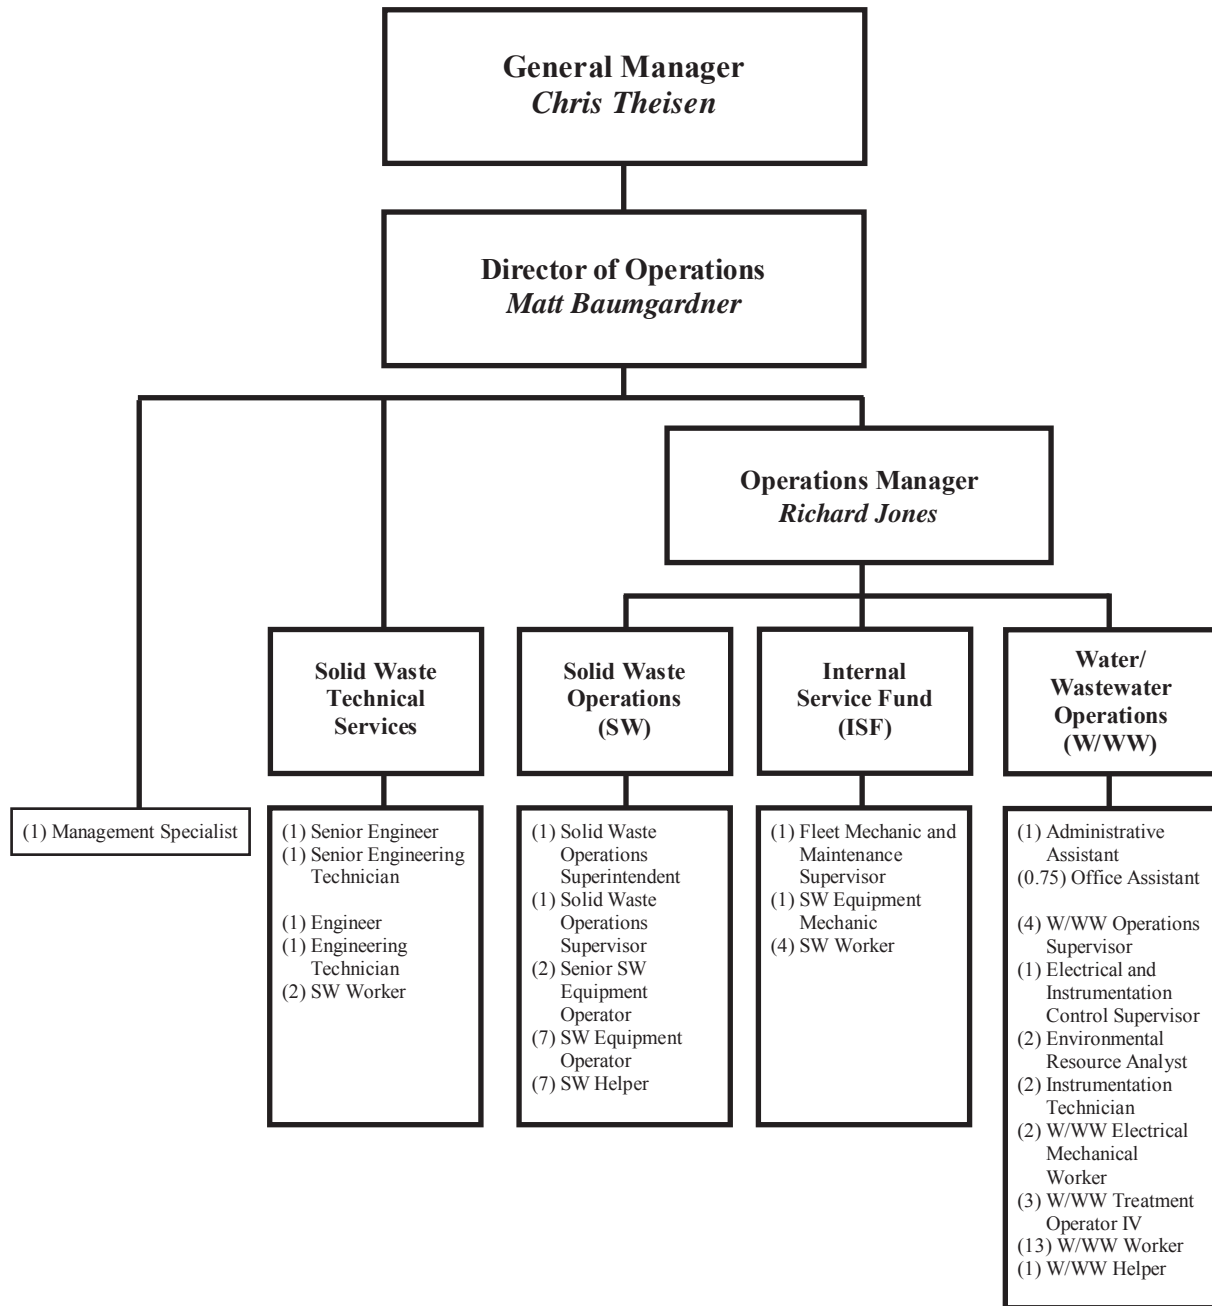 General Manager
Chris Theisen
Director of Operations
Matt Baumgardner
Operations Manager
Richard Jones
Solid Waste
Technical
Services
Solid Waste
Operations
(SW)
Internal
Service Fund
(ISF)
Water/
Wastewater
Operations
(W/WW)
(1) Management Specialist
(1) Senior Engineer
(1) Senior Engineering
Technician
(1) Engineer
(1) Engineering
Technician
(2) SW Worker
(1) Solid Waste
Operations
Superintendent
(1) Solid Waste
Operations
Supervisor
(2) Senior SW
Equipment
Operator
(7) SW Equipment
Operator
(7) SW Helper
(1) Fleet Mechanic and
Maintenance
Supervisor
(1) SW Equipment
Mechanic
(4) SW Worker
(1) Administrative
Assistant
(0.75) Office Assistant
(4) W/WW Operations
Supervisor
(1) Electrical and
Instrumentation
Control Supervisor
(2) Environmental
Resource Analyst
(2) Instrumentation
Technician
(2) W/WW Electrical
Mechanical
Worker
(3) W/WW Treatment
Operator IV
(13) W/WW Worker
(1) W/WW Helper